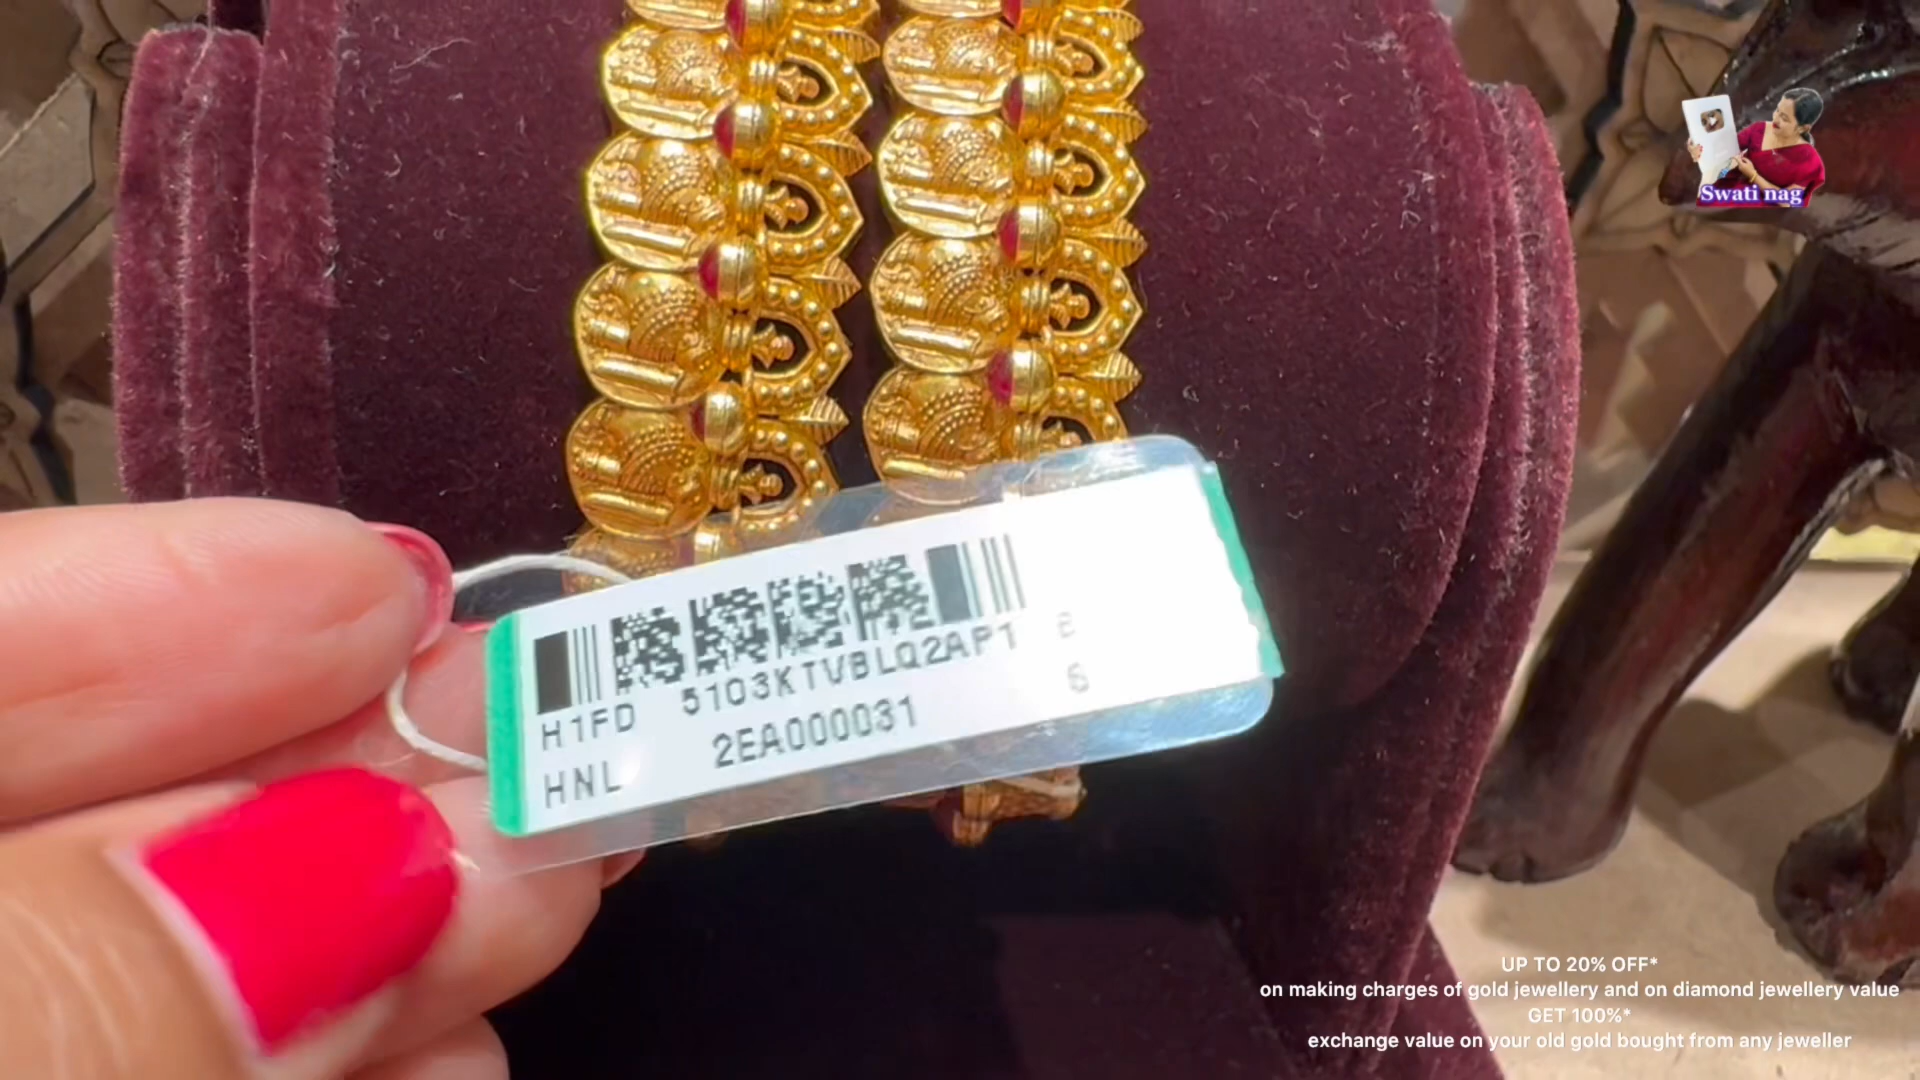 Swati nag
H1FD 5103KTVBLQ2AP1
HNL 2EA000031 6
UP TO 20% OFF*
on making charges of gold jewellery and on diamond jewellery value
GET 100%*
exchange value on your old gold bought from any jeweller